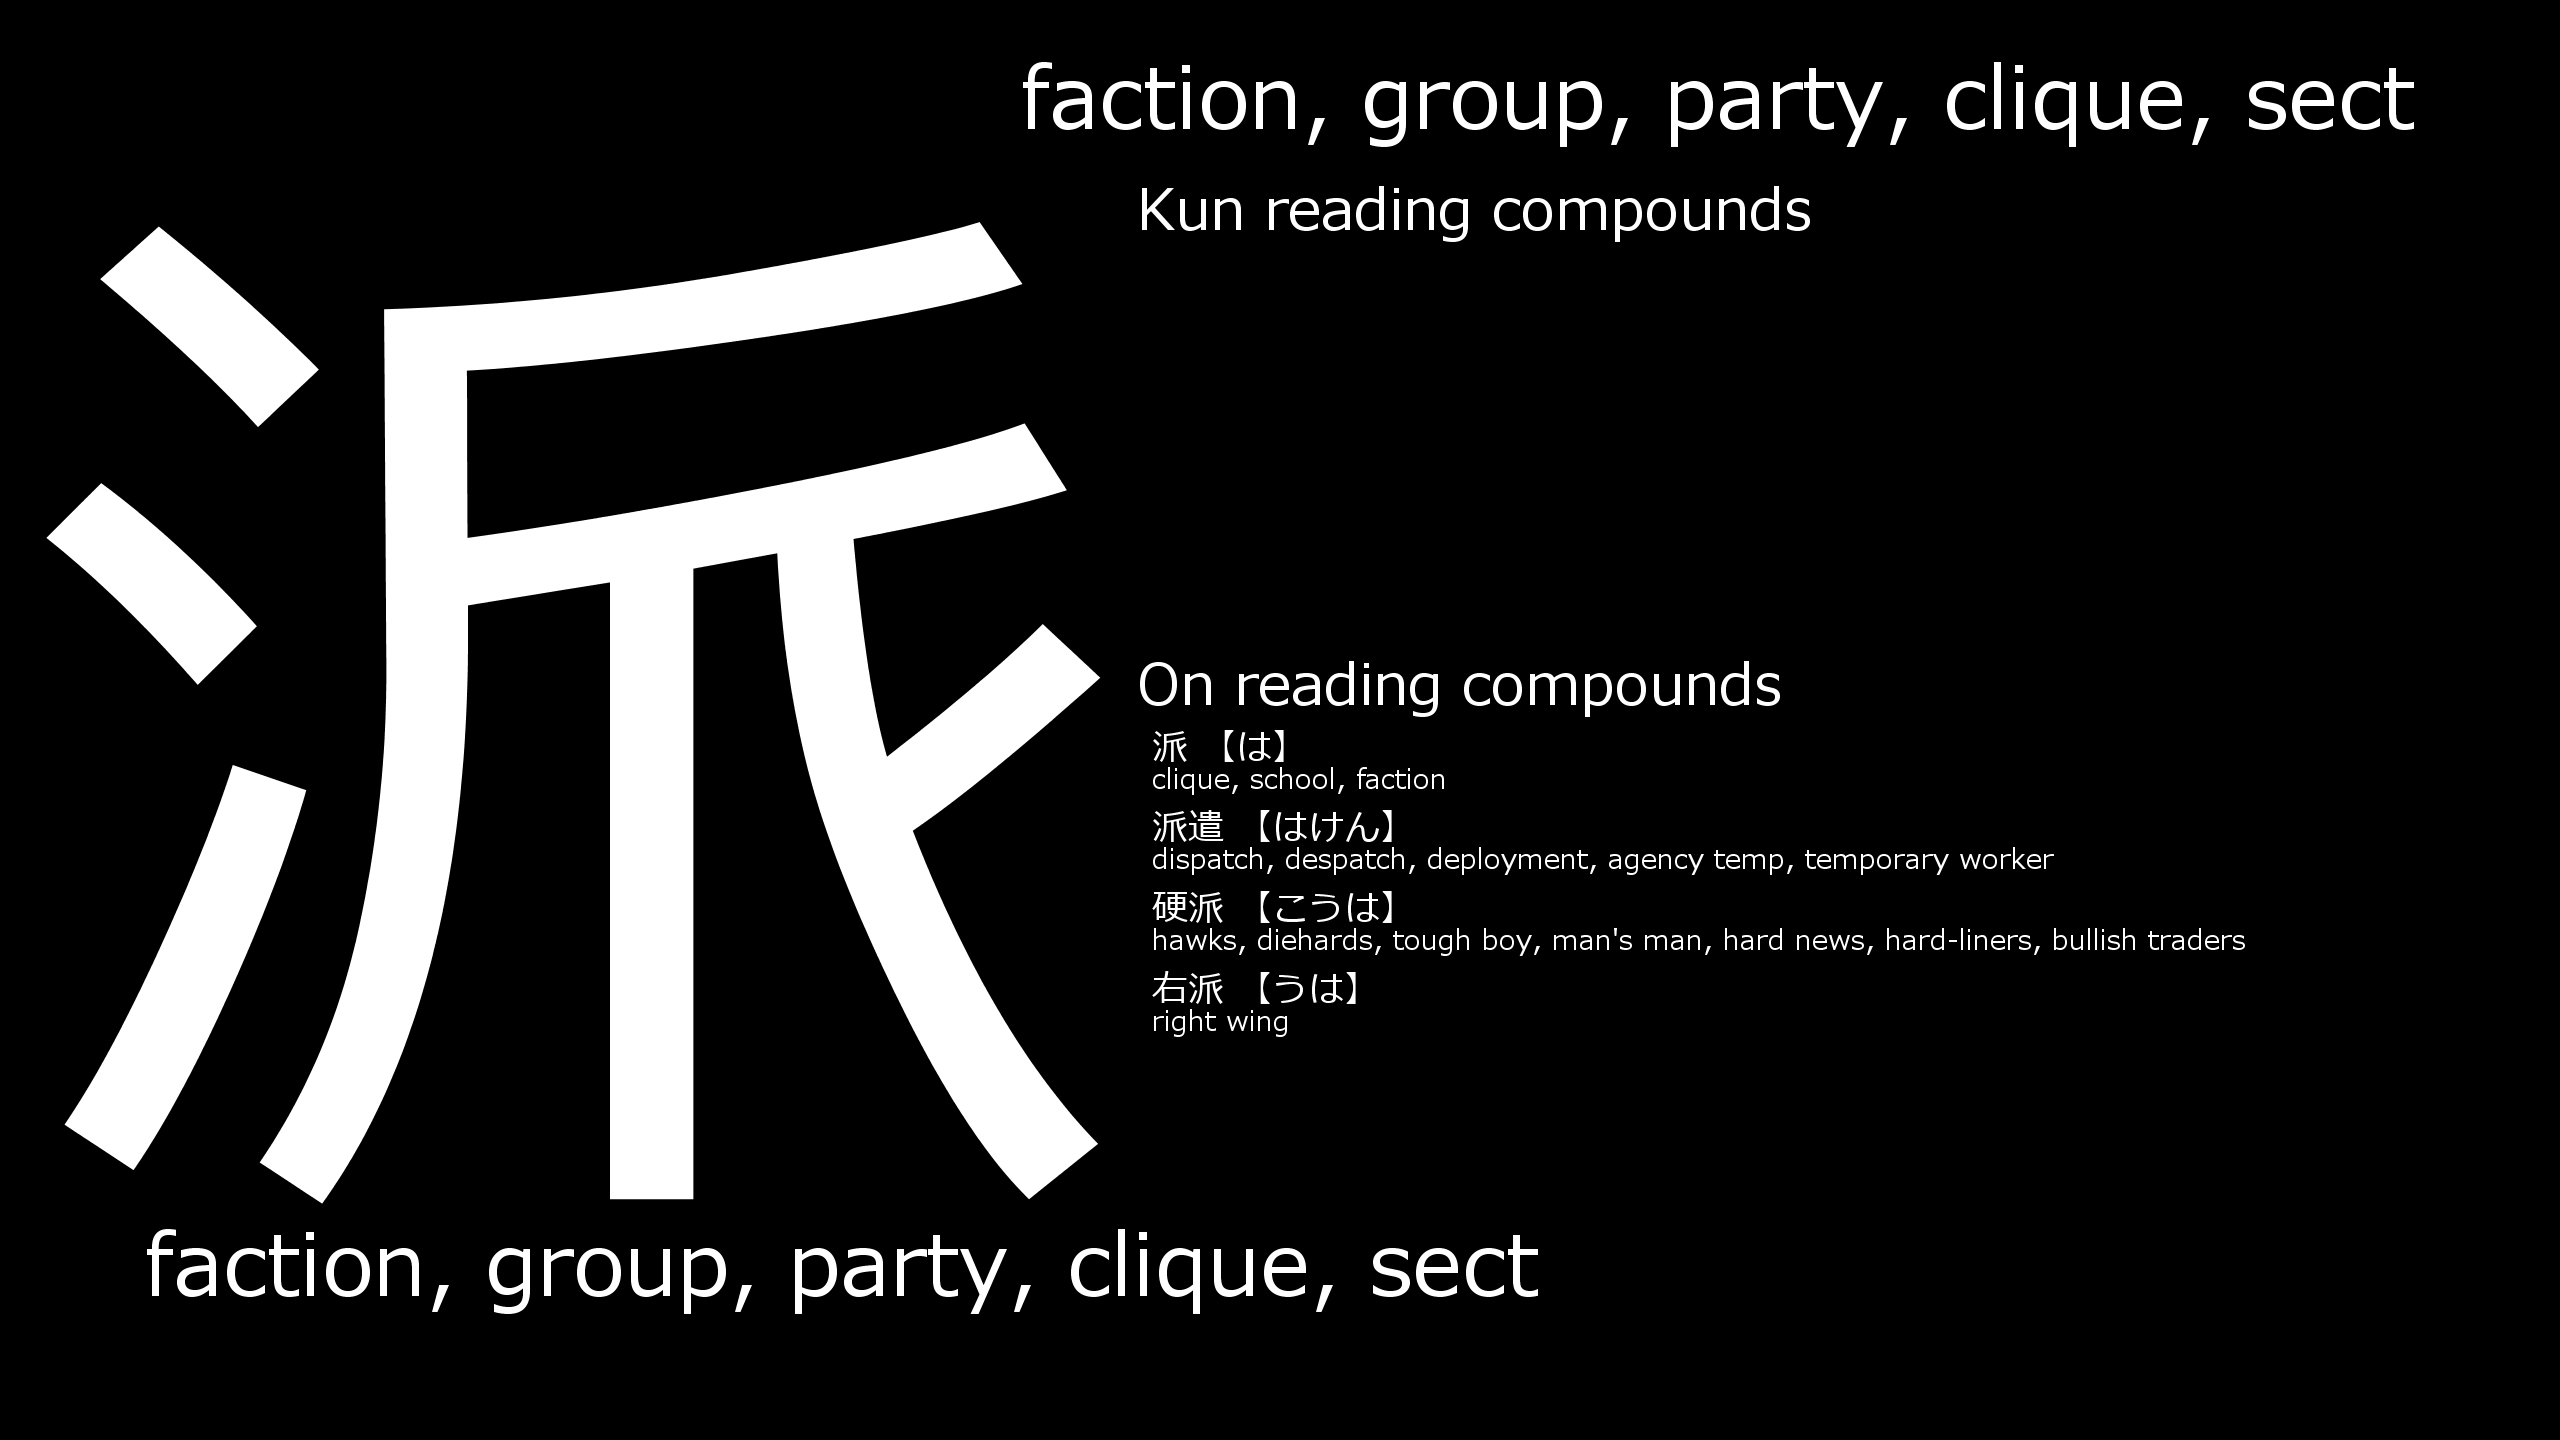 faction, group, party, clique, sect
Kun reading compounds
派
On reading compounds
派 【は】
clique, school, faction
派遣 【はけん】
dispatch, despatch, deployment, agency temp, temporary worker
硬派 【こうは】
hawks, diehards, tough boy, man's man, hard news, hard-liners, bullish traders
右派 【うは】
right wing
faction, group, party, clique, sect